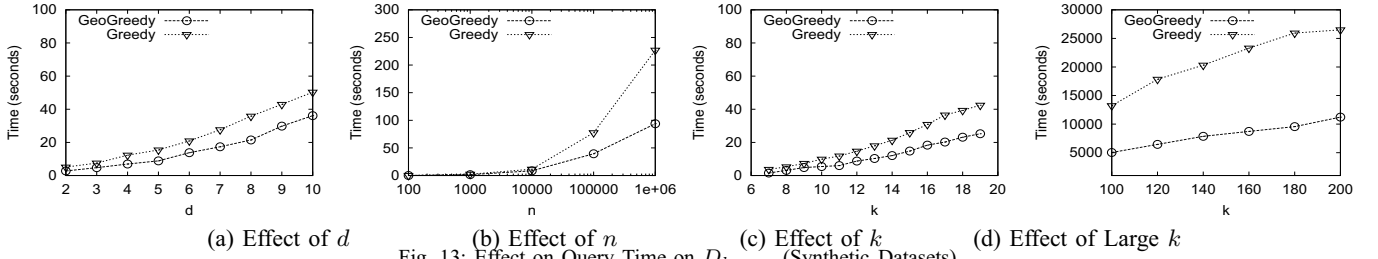 GeoGreedy
Greedy
Time (seconds)
100
80
60
40
20
0
2 3 4 5 6 7 8 9 10
d
GeoGreedy
Greedy
Time (seconds)
300
250
200
150
100
50
0
100 1000 10000 100000 1e+06
n
GeoGreedy
Greedy
Time (seconds)
100
80
60
40
20
0
6 8 10 12 14 16 18 20
k
GeoGreedy
Greedy
Time (seconds)
30000
25000
20000
15000
10000
5000
100 120 140 160 180 200
k
(a) Effect of d
(b) Effect of n
(c) Effect of k
(d) Effect of Large k
Fig. 13: Effect on Query Time on (Synthetic Datasets)